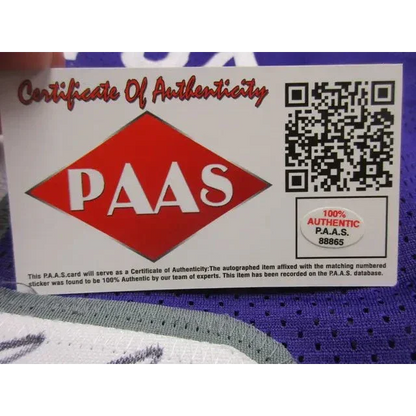 Certificate Of Authenticity
PAAS
100%
AUTHENTIC
P.A.A.S.
88865
This P.A.A.S.card will serve as a Certificate of Authenticity:The autographed item affixed with the matching numbered
sticker was found to be 100% Authentic by our team of experts. This item has been recorded on the P.A.A.S. database.